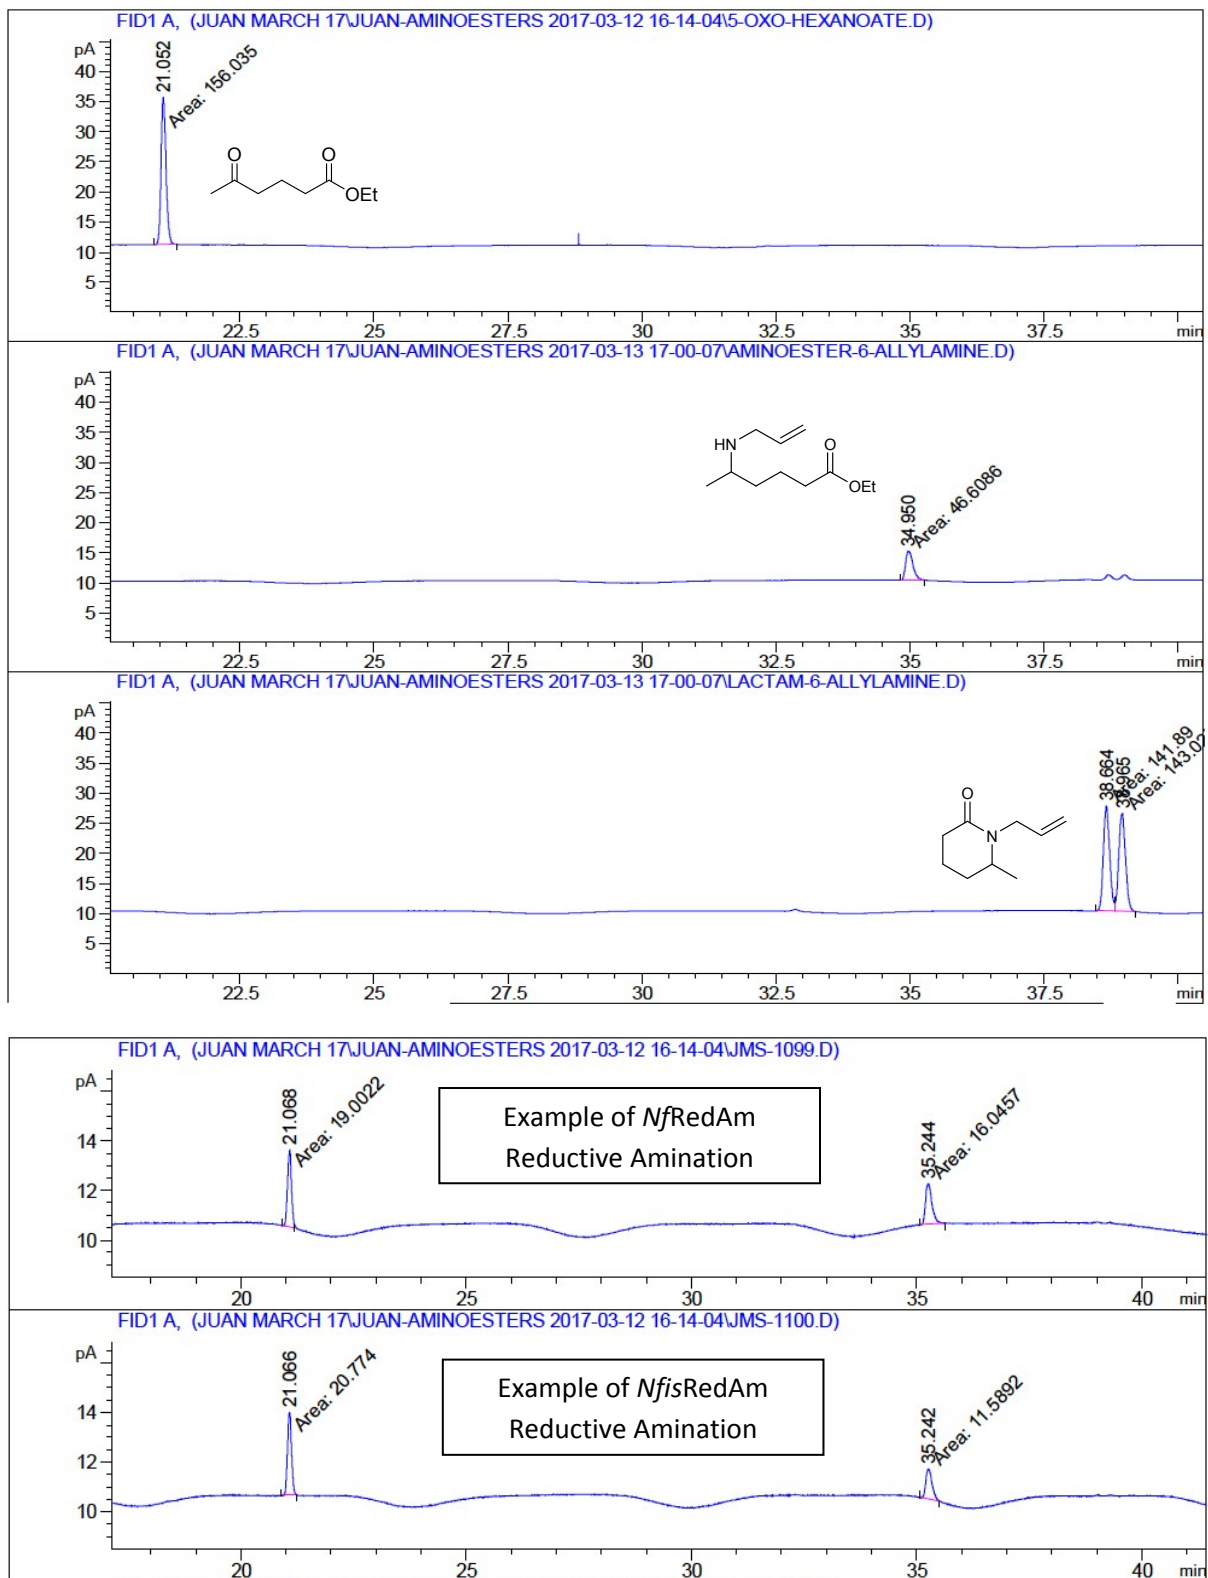 FID1 A, (JUAN MARCH 17\JUAN-AMINOESTERS 2017-03-12 16-14-04\5-OXO-HEXANOATE.D)
pA
40
35
30
25
20
15
10
5
21.052
Area: 156.035
O
O
OEt
22.5 25 27.5 30 32.5 35 37.5 min
FID1 A, (JUAN MARCH 17\JUAN-AMINOESTERS 2017-03-13 17-00-07\AMINOESTER-6-ALLYLAMINE.D)
pA
40
35
30
25
20
15
10
5
HN
O
OEt
34.950
Area: 46.6086
22.5 25 27.5 30 32.5 35 37.5 min
FID1 A, (JUAN MARCH 17\JUAN-AMINOESTERS 2017-03-13 17-00-07\LACTAM-6-ALLYLAMINE.D)
pA
40
35
30
25
20
15
10
5
O
N
38.664
Area: 141.89
38.965
Area: 143.02
22.5 25 27.5 30 32.5 35 37.5 min
FID1 A, (JUAN MARCH 17\JUAN-AMINOESTERS 2017-03-12 16-14-04\JMS-1099.D)
pA
14
12
10
21.068
Area: 19.0022
Example of NfRedAm
Reductive Amination
35.244
Area: 16.0457
20 25 30 35 40 min
FID1 A, (JUAN MARCH 17\JUAN-AMINOESTERS 2017-03-12 16-14-04\JMS-1100.D)
pA
14
12
10
21.066
Area: 20.774
Example of NfisRedAm
Reductive Amination
35.242
Area: 11.5892
20 25 30 35 40 min